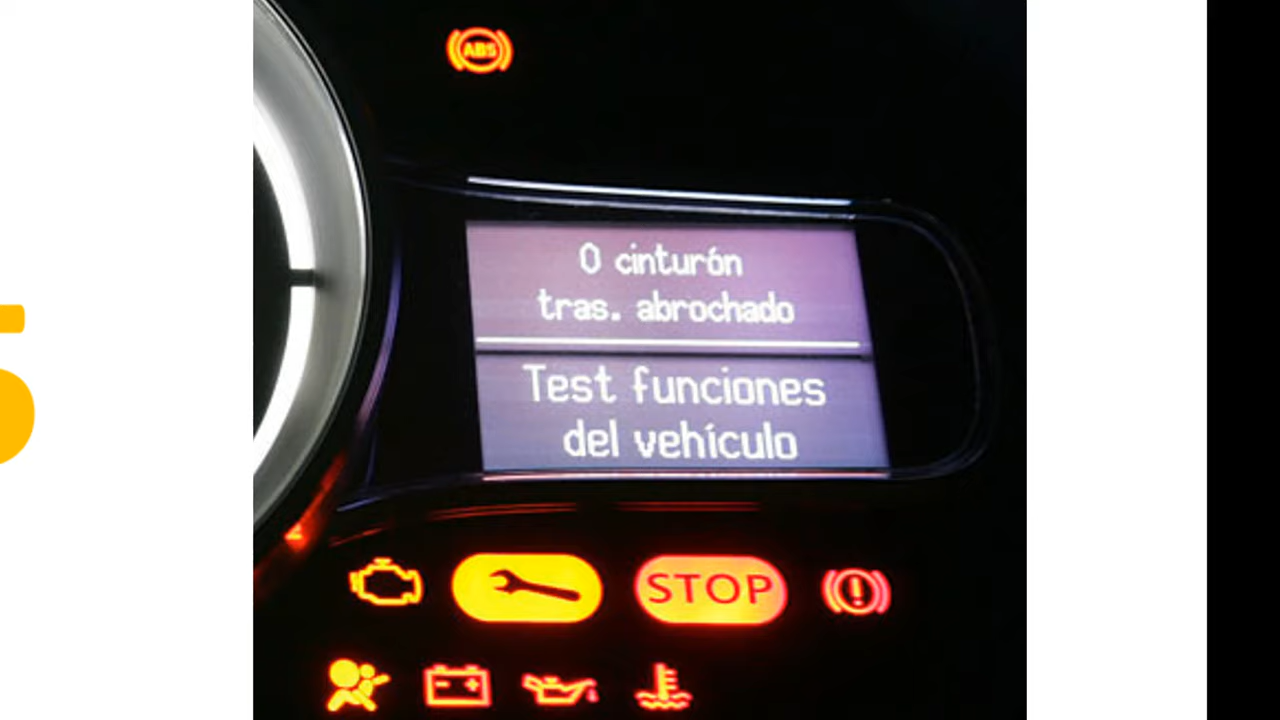 ABS
0 cinturón
tras. abrochado
Test funciones
del vehículo
STOP